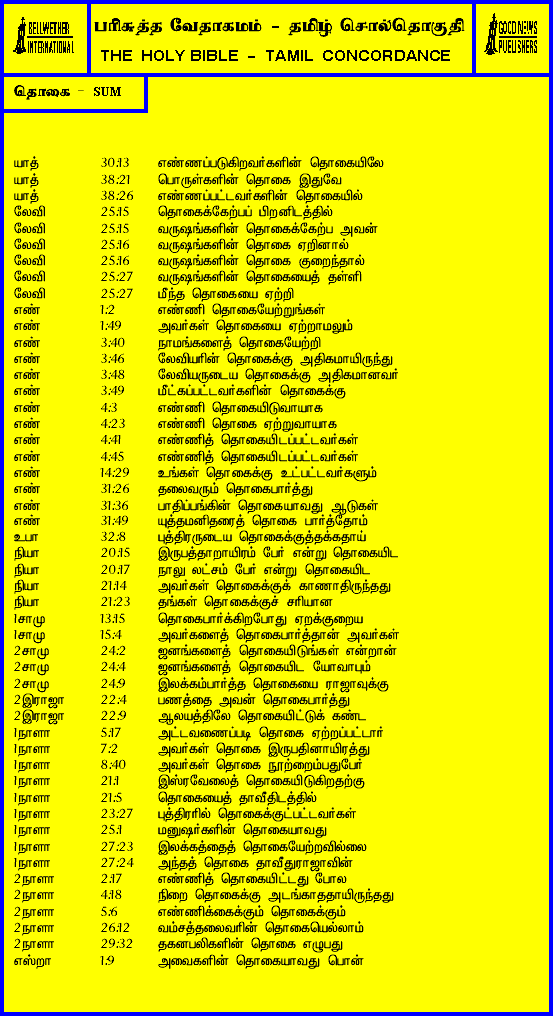 BELLWETHER INTERNATIONAL
பரிசுத்த வேதாகமம் - தமிழ் சொல்தொகுதி
THE HOLY BIBLE - TAMIL CONCORDANCE
GOOD NEWS PUBLISHERS
தொகை - SUM
யாத் 30:13 எண்ணப்படுகிறவர்களின் தொகையிலே
யாத் 38:21 பொருள்களின் தொகை இதுவே
யாத் 38:26 எண்ணப்பட்டவர்களின் தொகையில்
லேவி 25:15 தொகைக்கேற்பப் பிறனிடத்தில்
லேவி 25:15 வருஷங்களின் தொகைக்கேற்ப அவன்
லேவி 25:16 வருஷங்களின் தொகை ஏறினால்
லேவி 25:16 வருஷங்களின் தொகை குறைந்தால்
லேவி 25:27 வருஷங்களின் தொகையைத் தள்ளி
லேவி 25:27 மீந்த தொகையை ஏற்றி
எண் 1:2 எண்ணி தொகையேற்றுங்கள்
எண் 1:49 அவர்கள் தொகையை ஏற்றாமலும்
எண் 3:40 நாமங்களைத் தொகையேற்றி
எண் 3:46 லேவியரின் தொகைக்கு அதிகமாயிருந்து
எண் 3:48 லேவியருடைய தொகைக்கு அதிகமானவர்
எண் 3:49 மீட்கப்பட்டவர்களின் தொகைக்கு
எண் 4:3 எண்ணி தொகையிடுவாயாக
எண் 4:23 எண்ணி தொகை ஏற்றுவாயாக
எண் 4:41 எண்ணித் தொகையிடப்பட்டவர்கள்
எண் 4:45 எண்ணித் தொகையிடப்பட்டவர்கள்
எண் 14:29 உங்கள் தொகைக்கு உட்பட்டவர்களும்
எண் 31:26 தலைவரும் தொகைபார்த்து
எண் 31:36 பாதிப்பங்கின் தொகையாவது ஆடுகள்
எண் 31:49 யுத்தமனிதரைத் தொகை பார்த்தோம்
உபா 32:8 புத்திரருடைய தொகைக்குத்தக்கதாய்
நியா 20:15 இருபத்தாறாயிரம் பேர் என்று தொகையிட
நியா 20:17 நாலு லட்சம் பேர் என்று தொகையிட
நியா 21:14 அவர்கள் தொகைக்குக் காணாதிருந்தது
நியா 21:23 தங்கள் தொகைக்குச் சரியான
1சாமு 13:15 தொகைபார்க்கிறபோது ஏறக்குறைய
1சாமு 15:4 அவர்களைத் தொகைபார்த்தான் அவர்கள்
2சாமு 24:2 ஜனங்களைத் தொகையிடுங்கள் என்றான்
2சாமு 24:4 ஜனங்களைத் தொகையிட யோவாபும்
2சாமு 24:9 இலக்கம்பார்த்த தொகையை ராஜாவுக்கு
2இராஜா 22:4 பணத்தை அவன் தொகைபார்த்து
2இராஜா 22:9 ஆலயத்திலே தொகையிட்டுக் கண்ட
1நாளா 5:17 அட்டவணைப்படி தொகை ஏற்றப்பட்டார்
1நாளா 7:2 அவர்கள் தொகை இருபதினாயிரத்து
1நாளா 8:40 அவர்கள் தொகை நூற்றைம்பதுபேர்
1நாளா 21:1 இஸ்ரவேலைத் தொகையிடுகிறதற்கு
1நாளா 21:5 தொகையைத் தாவீதிடத்தில்
1நாளா 23:27 புத்திரரில் தொகைக்குட்பட்டவர்கள்
1நாளா 25:1 மனுஷர்களின் தொகையாவது
1நாளா 27:23 இலக்கத்தைத் தொகையேற்றவில்லை
1நாளா 27:24 அந்தத் தொகை தாவீதுராஜாவின்
2நாளா 2:17 எண்ணித் தொகையிட்டது போல
2நாளா 4:18 நிறை தொகைக்கு அடங்காததாயிருந்தது
2நாளா 5:6 எண்ணிக்கைக்கும் தொகைக்கும்
2நாளா 26:12 வம்சத்தலைவரின் தொகையெல்லாம்
2நாளா 29:32 தகனபலிகளின் தொகை எழுபது
எஸ்றா 1:9 அவைகளின் தொகையாவது பொன்